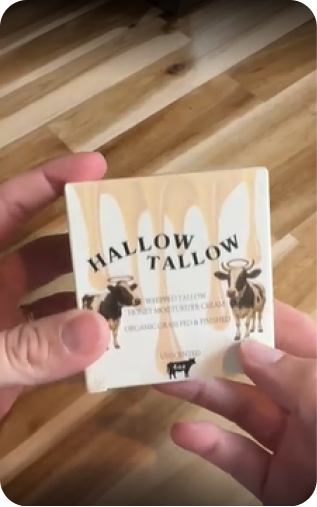 HALLOW
TALLOW
WHIPPED TALLOW
HONEY MOISTURIZER CREAM
ORGANIC GRASS FED & FINISHED
UNSCENTED